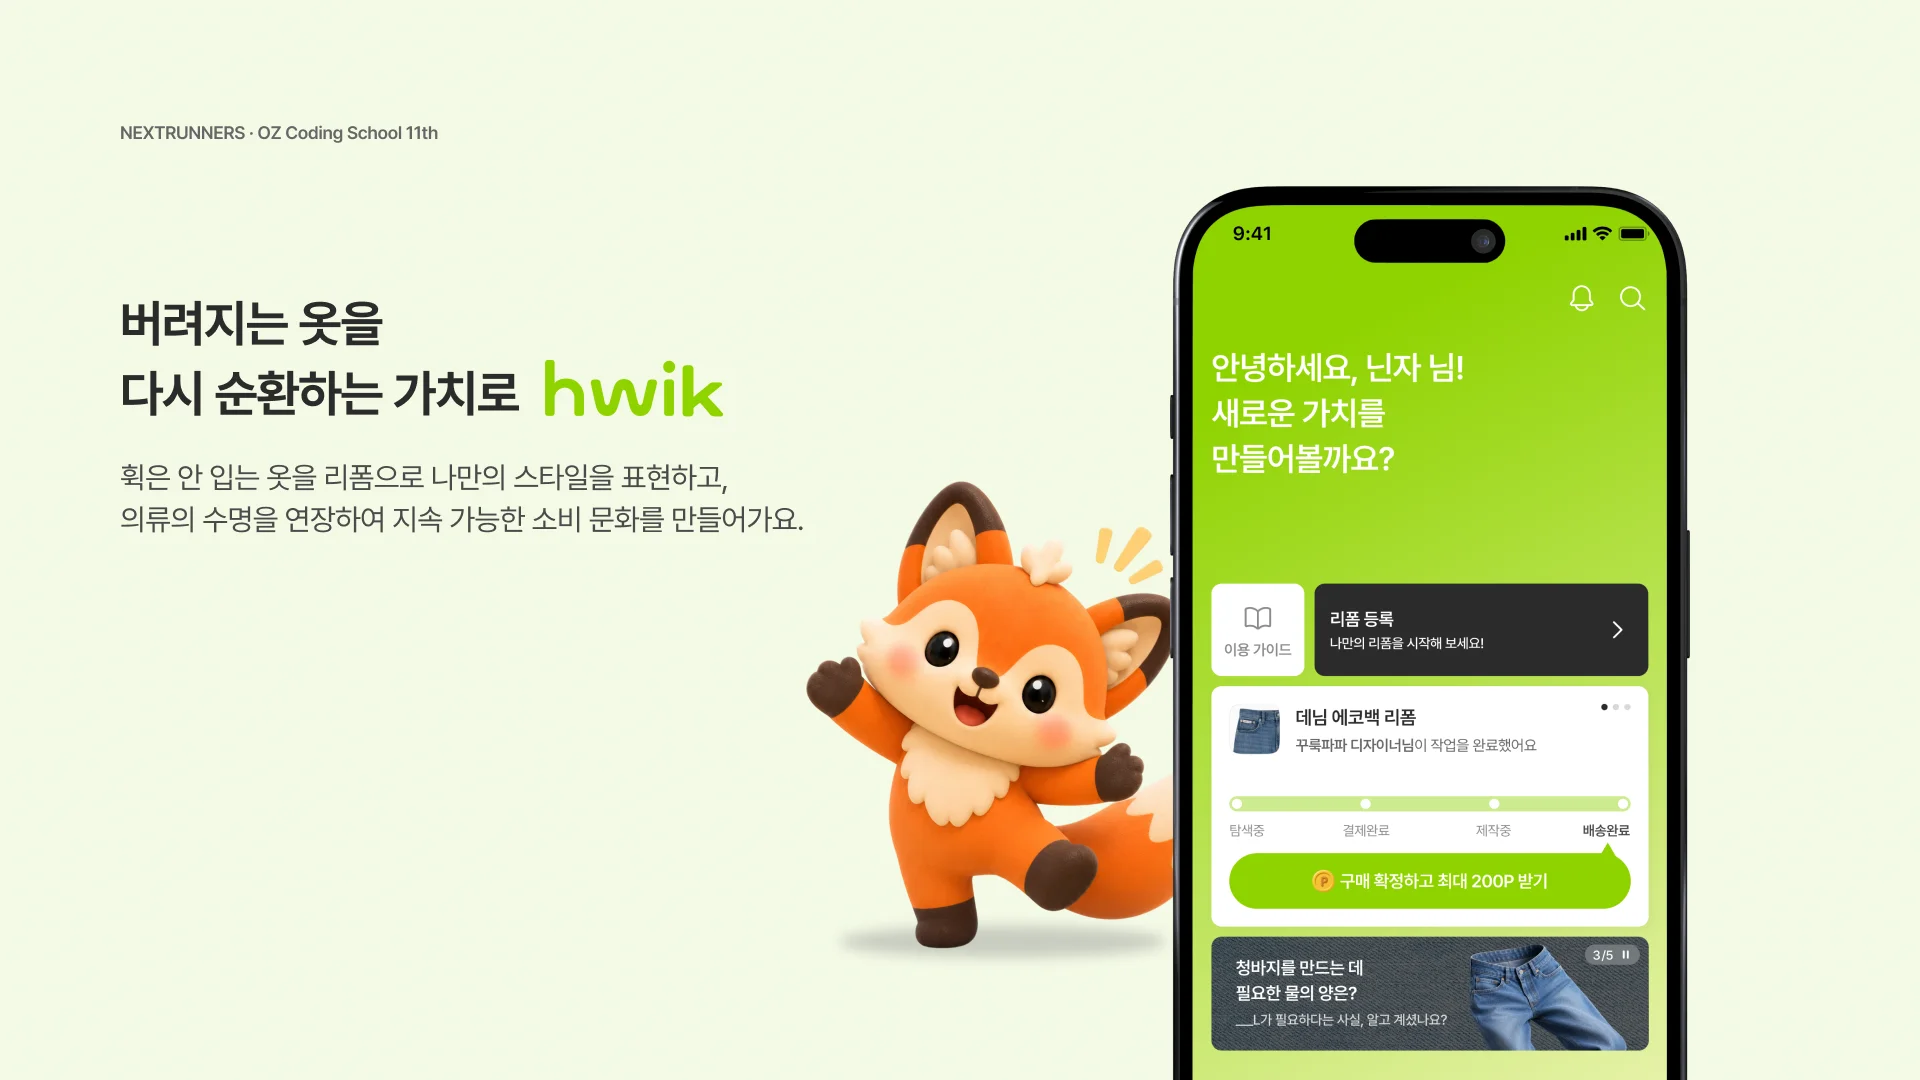 NEXTRUNNERS · OZ Coding School 11th
버려지는 옷을
다시 순환하는 가치로 hwik
휙은 안 입는 옷을 리폼으로 나만의 스타일을 표현하고,
의류의 수명을 연장하여 지속 가능한 소비 문화를 만들어가요.
9:41
안녕하세요, 닌자 님!
새로운 가치를
만들어볼까요?
이용 가이드
리폼 등록
나만의 리폼을 시작해 보세요!
데님 에코백 리폼
꾸룩파파 디자이너님이 작업을 완료했어요
탐색중
결제완료
제작중
배송완료
P 구매 확정하고 최대 200P 받기
3/5
청바지를 만드는 데
필요한 물의 양은?
__L가 필요하다는 사실, 알고 계셨나요?